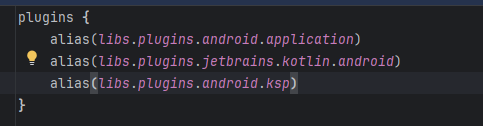 plugins {
alias(libs.plugins.android.application)
alias(libs.plugins.jetbrains.kotlin.android)
alias(libs.plugins.android.ksp)
}